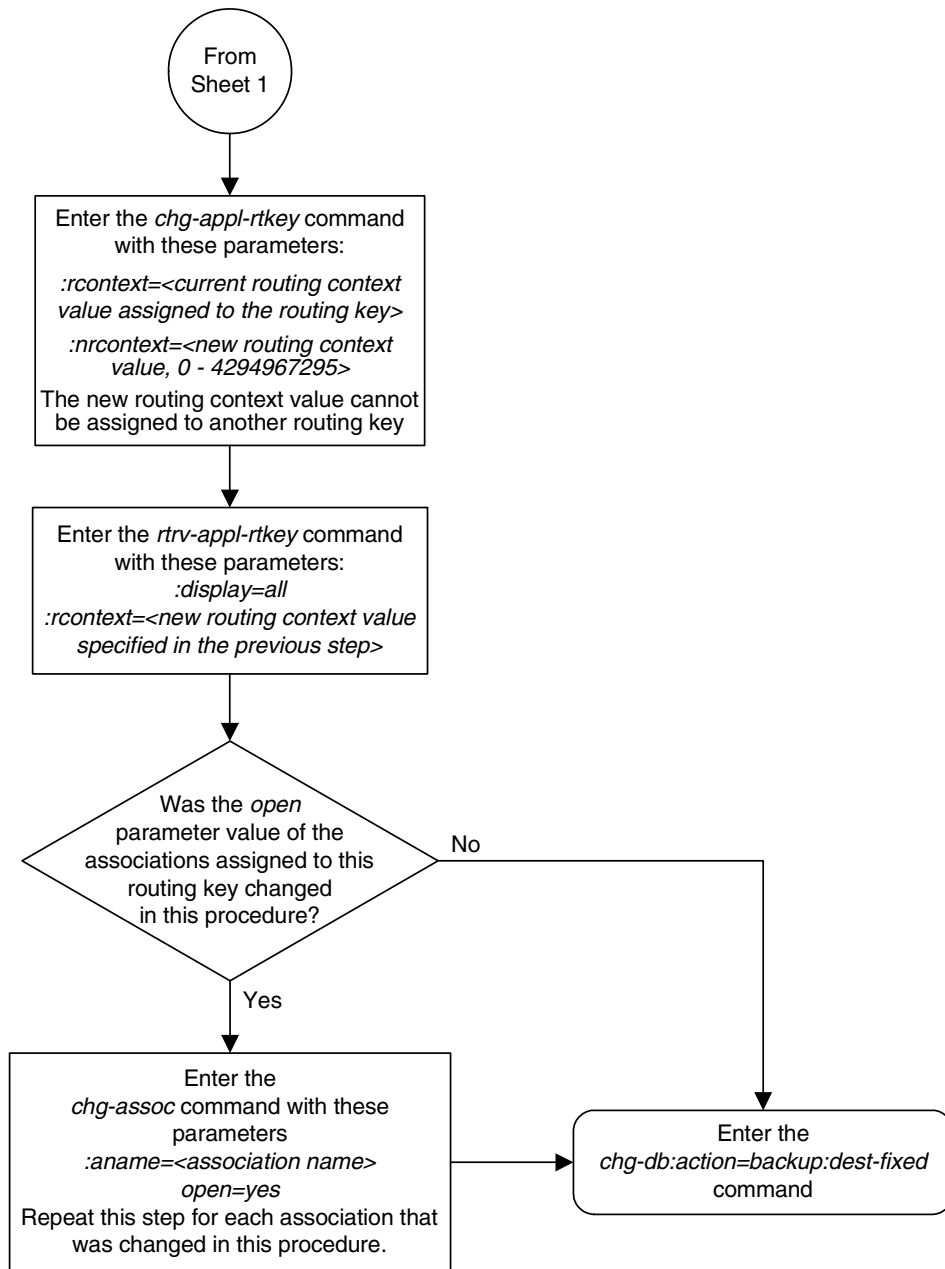 From
Sheet 1
Enter the chg-appl-rtkey command
with these parameters:
:rcontext=<current routing context
value assigned to the routing key>
:nrcontext=<new routing context
value, 0 - 4294967295>
The new routing context value cannot
be assigned to another routing key
Enter the rtrv-appl-rtkey command
with these parameters:
:display=all
:rcontext=<new routing context value
specified in the previous step>
Was the open
parameter value of the
associations assigned to this
routing key changed
in this procedure?
No
Yes
Enter the
chg-assoc command with these
parameters
:aname=<association name>
open=yes
Repeat this step for each association that
was changed in this procedure.
Enter the
chg-db:action=backup:dest-fixed
command